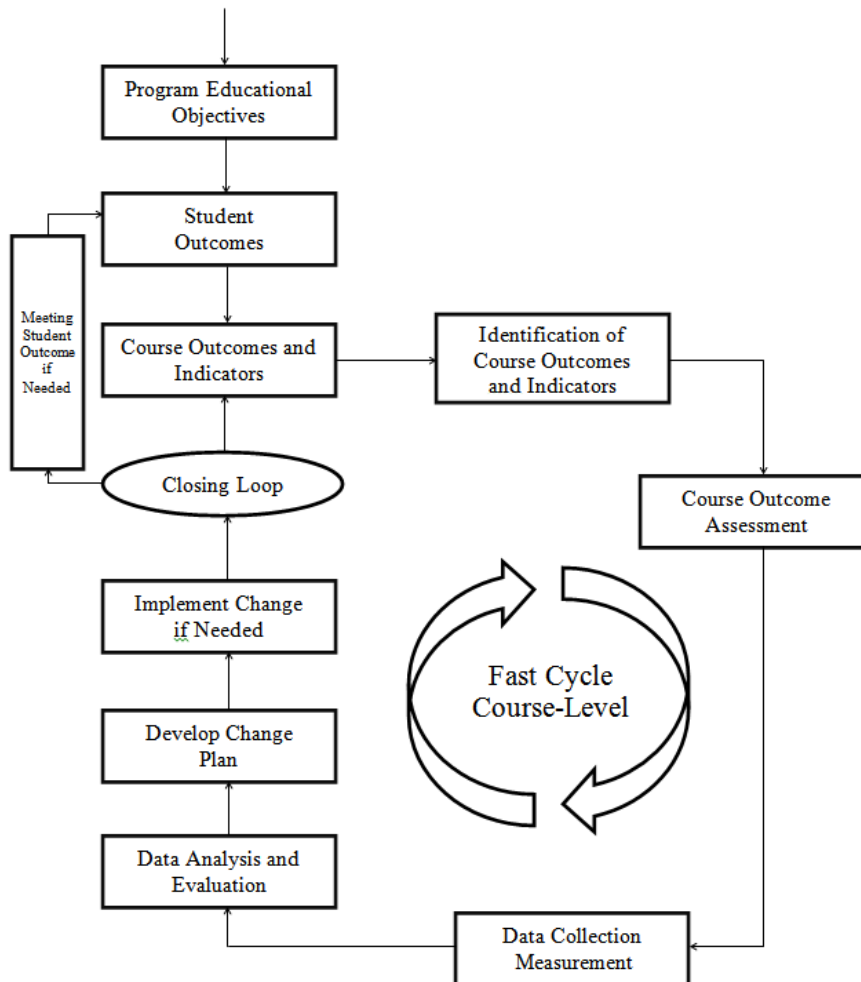 Program Educational
Objectives
Student
Outcomes
Meeting
Student
Outcome
if
Needed
Course Outcomes and
Indicators
Identification of
Course Outcomes
and Indicators
Closing Loop
Course Outcome
Assessment
Implement Change
if Needed
Fast Cycle
Course-Level
Develop Change
Plan
Data Analysis and
Evaluation
Data Collection
Measurement